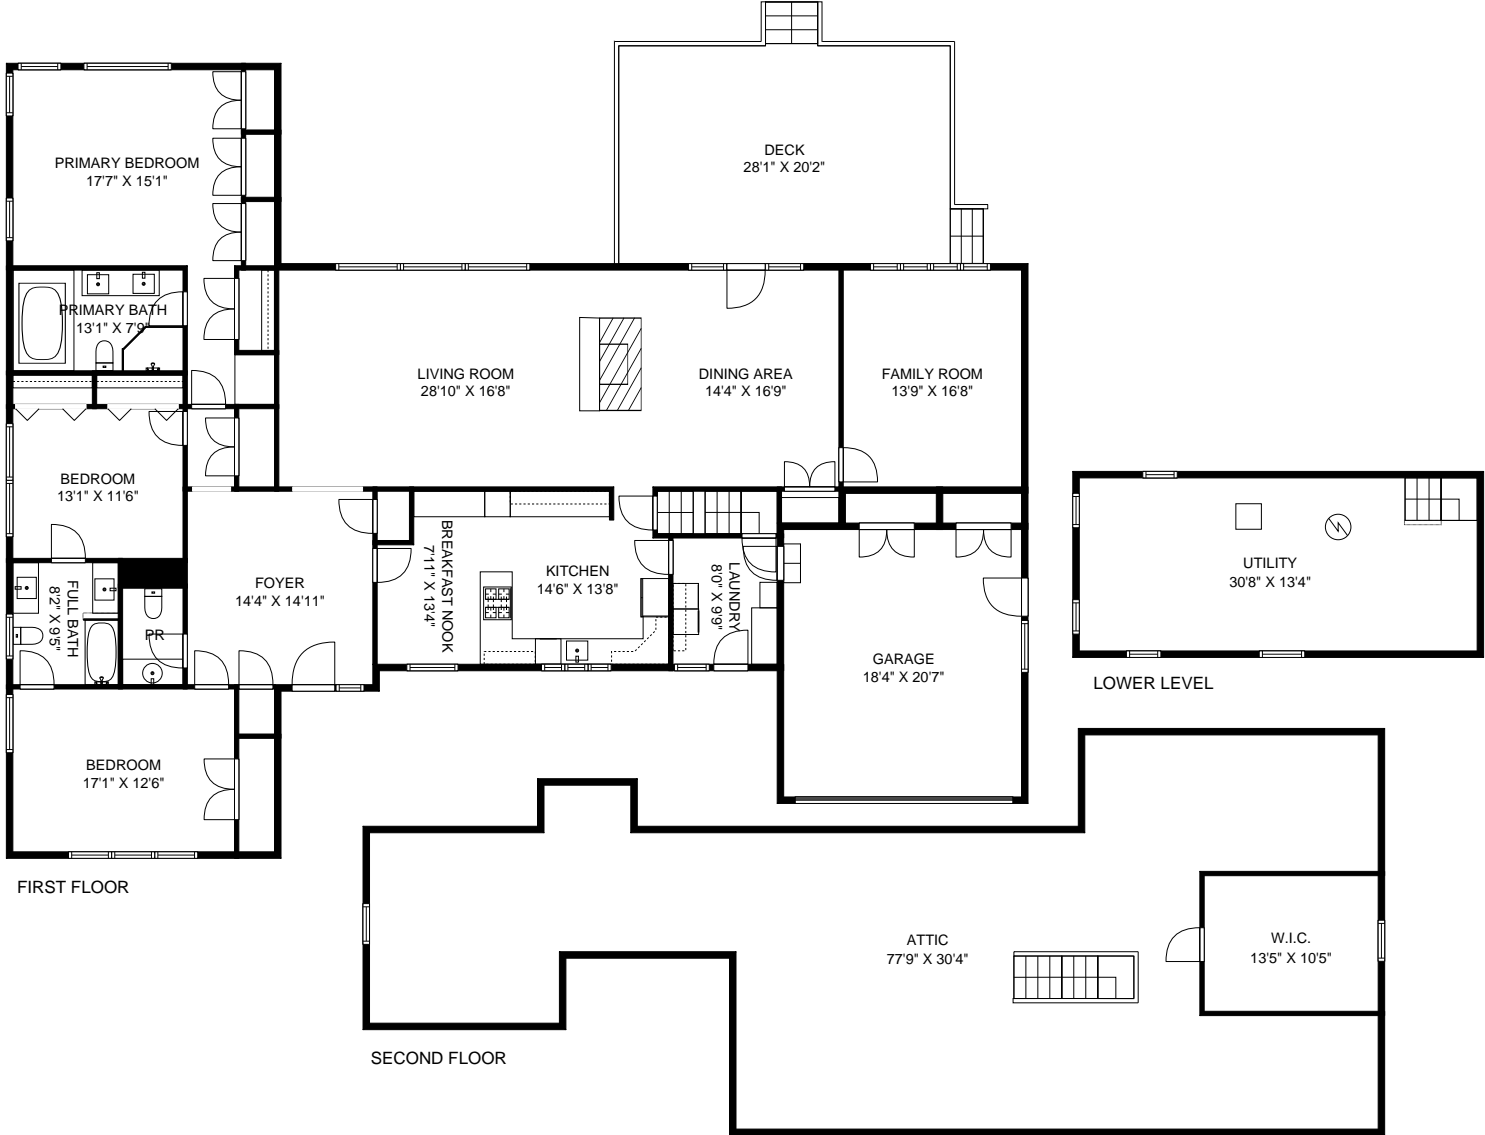 DECK
28'1" X 20'2"
PRIMARY BEDROOM
17'7" X 15'1"
PRIMARY BATH
13'1" X 7'9"
LIVING ROOM
28'10" X 16'8"
DINING AREA
14'4" X 16'9"
FAMILY ROOM
13'9" X 16'8"
BEDROOM
13'1" X 11'6"
FOYER
14'4" X 14'11"
BREAKFAST NOOK
7'11" X 13'4"
KITCHEN
14'6" X 13'8"
LAUNDRY
8'0" X 9'9"
FULL BATH
8'2" X 9'5"
PR
GARAGE
18'4" X 20'7"
BEDROOM
17'1" X 12'6"
FIRST FLOOR
UTILITY
30'8" X 13'4"
LOWER LEVEL
ATTIC
77'9" X 30'4"
W.I.C.
13'5" X 10'5"
SECOND FLOOR